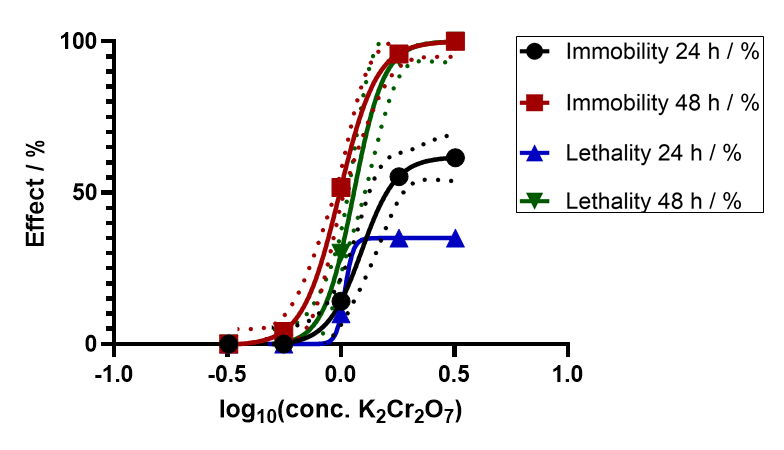 100
50
0
Effect / %
-1.0
-0.5
0.0
0.5
1.0
log10(conc. K2Cr2O7)
Immobility 24 h / %
Immobility 48 h / %
Lethality 24 h / %
Lethality 48 h / %